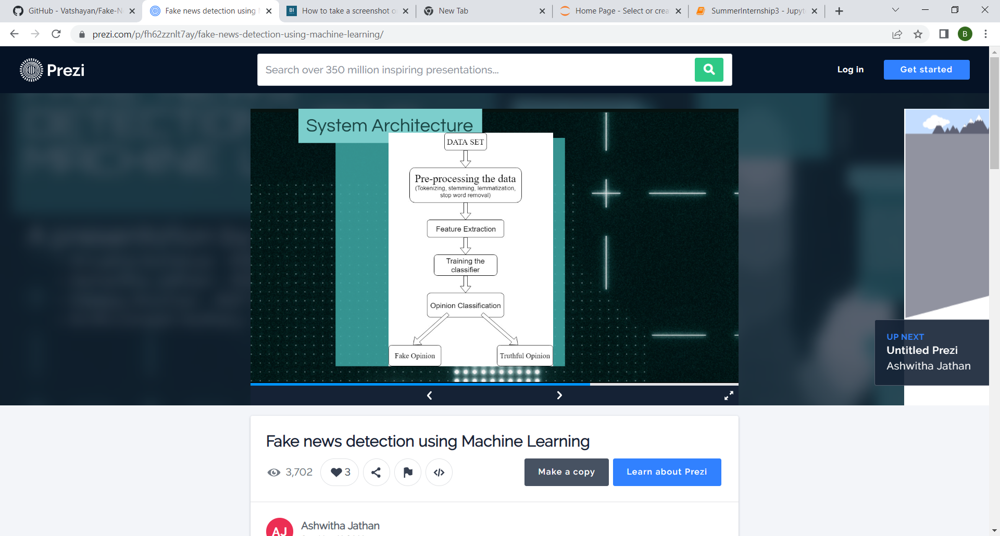 GitHub - Vatshayan/Fake-N
Fake news detection using
How to take a screenshot o
New Tab
Home Page - Select or crea
SummerInternship3 - Jupyt
prezi.com/p/fh62zznlt7ay/fake-news-detection-using-machine-learning/
B
Prezi
Search over 350 million inspiring presentations...
Log in
Get started
System Architecture
DATA SET
Pre-processing the data
(Tokenizing, stemming, lemmatization,
stop word removal)
Feature Extraction
Training the
classifier
Opinion Classification
Fake Opinion
Truthful Opinion
UP NEXT
Untitled Prezi
Ashwitha Jathan
Fake news detection using Machine Learning
3,702
3
Make a copy
Learn about Prezi
AJ
Ashwitha Jathan